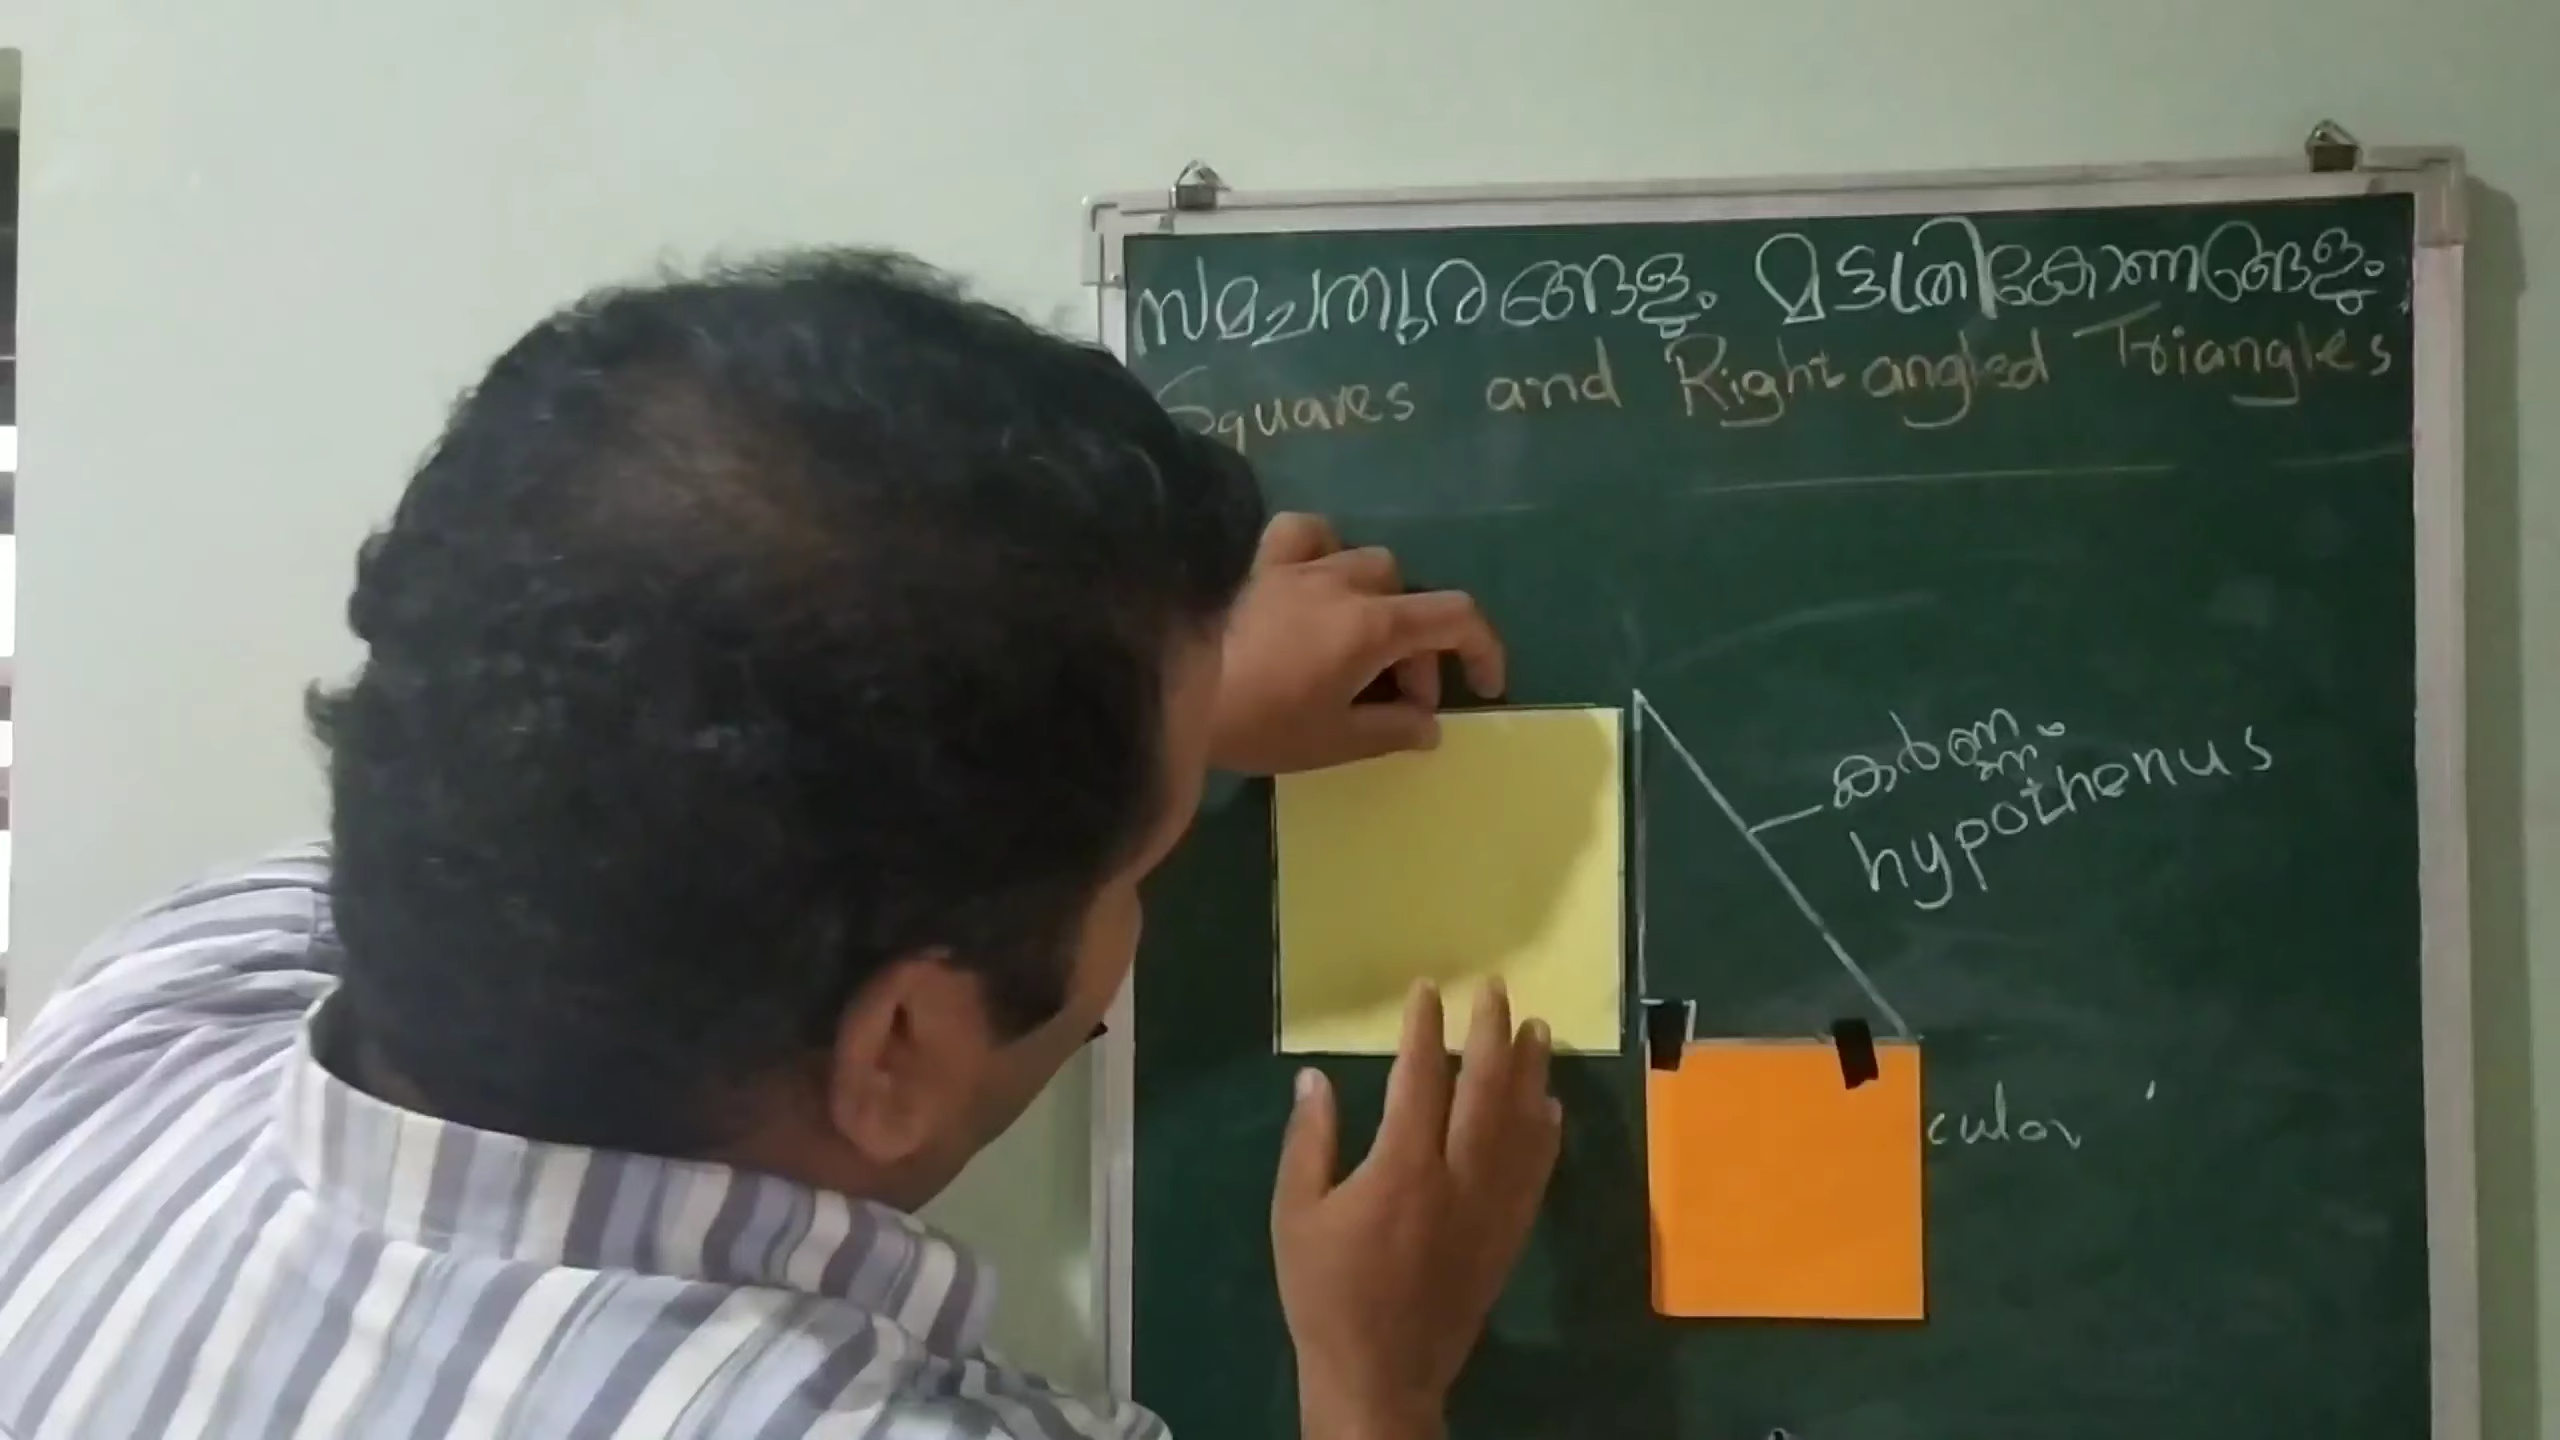 സമചതുരങ്ങളും മട്ടത്രികോണങ്ങളും
Squares and Right angled Triangles
കർണ്ണം
hypothenus
cular